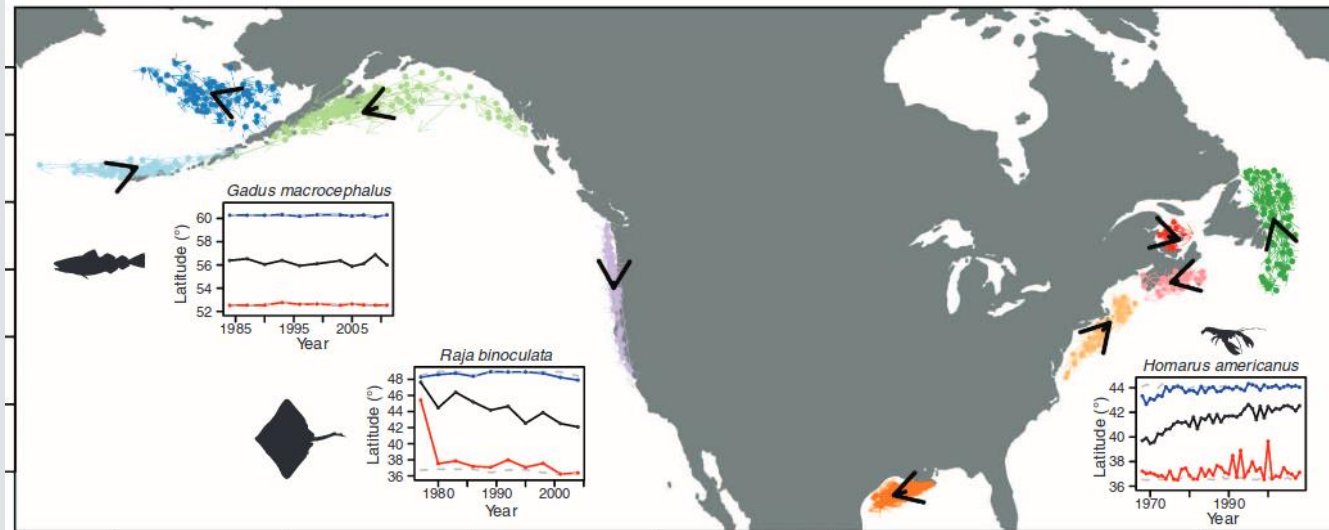 Gadus macrocephalus
Latitude (°)
60
58
56
54
52
1985 1995 2005
Year
Raja binoculata
Latitude (°)
48
44
42
40
38
36
1980 1990 2000
Year
Homarus americanus
Latitude (°)
44
42
40
38
36
1970 1990
Year